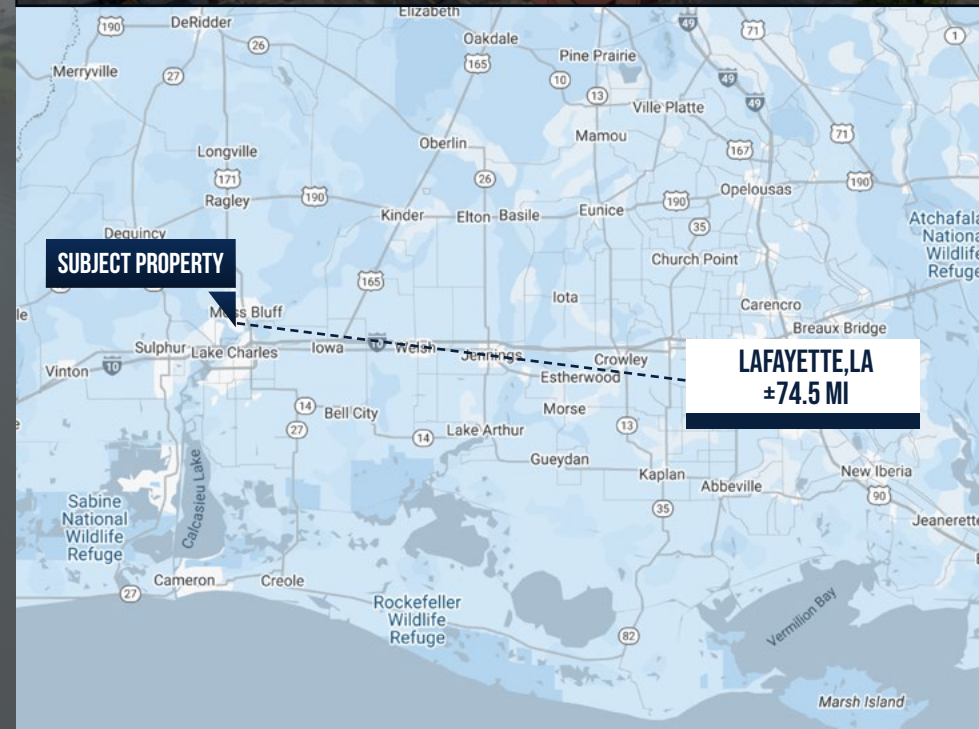 Elizabeth
190
DeRidder
49
71
1
26
Oakdale
165
Pine Prairie
Merryville
27
10
49
13
49
Ville Platte
Oberlin
Mamou
71
167
Longville
171
26
Opelousas
190
Ragley
190
190
Kinder
Elton
Basile
Eunice
35
Atchafala
Nationa
Wildlife
Refuge
Dequincy
SUBJECT PROPERTY
Church Point
165
Iota
Carencro
le
Moss Bluff
Breaux Bridge
Sulphur
Lake Charles
Iowa
10
Welsh
Jennings
Crowley
LAFAYETTE,LA
±74.5 MI
Vinton
10
Estherwood
14
Bell City
Morse
27
14
Lake Arthur
13
Gueydan
Kaplan
Abbeville
New Iberia
90
Sabine
National
Wildlife
Refuge
Calcasieu Lake
35
Jeanerette
Cameron
Creole
27
Rockefeller
Wildlife
Refuge
82
Vermilion Bay
Marsh Island